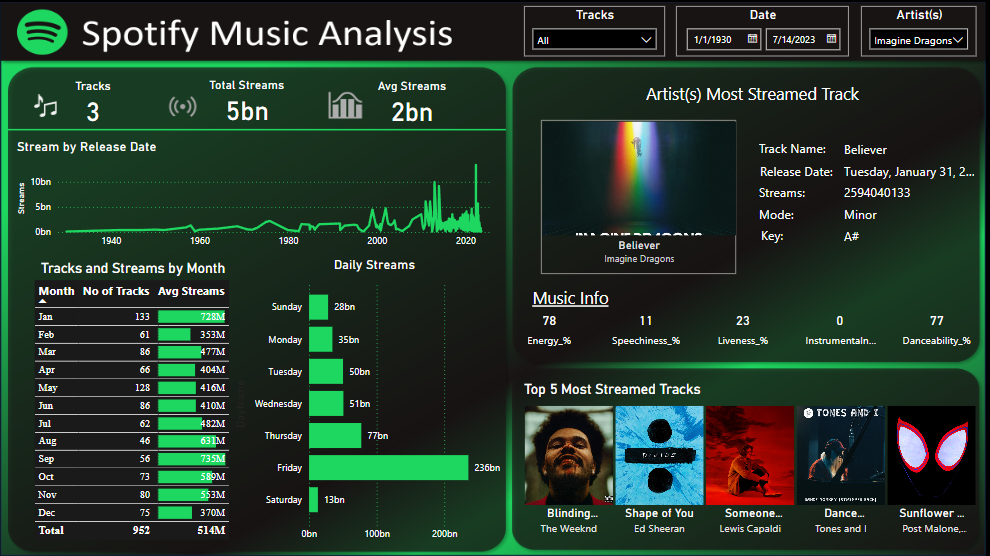 Spotify Music Analysis
Tracks
All
Date
1/1/1930
7/14/2023
Artist(s)
Imagine Dragons
Tracks
3
Total Streams
5bn
Avg Streams
2bn
Stream by Release Date
Streams
10bn
5bn
0bn
1940 1960 1980 2000 2020
Tracks and Streams by Month
Month No of Tracks Avg Streams
Jan 133 728M
Feb 61 353M
Mar 86 477M
Apr 66 404M
May 128 416M
Jun 86 410M
Jul 62 482M
Aug 46 631M
Sep 56 735M
Oct 73 589M
Nov 80 553M
Dec 75 370M
Total 952 514M
Daily Streams
Sunday 28bn
Monday 35bn
Tuesday 50bn
Wednesday 51bn
Thursday 77bn
Friday 236bn
Saturday 13bn
0bn 100bn 200bn
Artist(s) Most Streamed Track
IMAGINE DRAGONS
Believer
Imagine Dragons
Track Name: Believer
Release Date: Tuesday, January 31, 2...
Streams: 2594040133
Mode: Minor
Key: A#
Music Info
78 11 23 0 77
Energy_% Speechiness_% Liveness_% Instrumentaln... Danceability_%
Top 5 Most Streamed Tracks
DIVIDE
TONES AND I
Blinding...
The Weeknd
Shape of You
Ed Sheeran
Someone...
Lewis Capaldi
Dance...
Tones and I
Sunflower ...
Post Malone,...